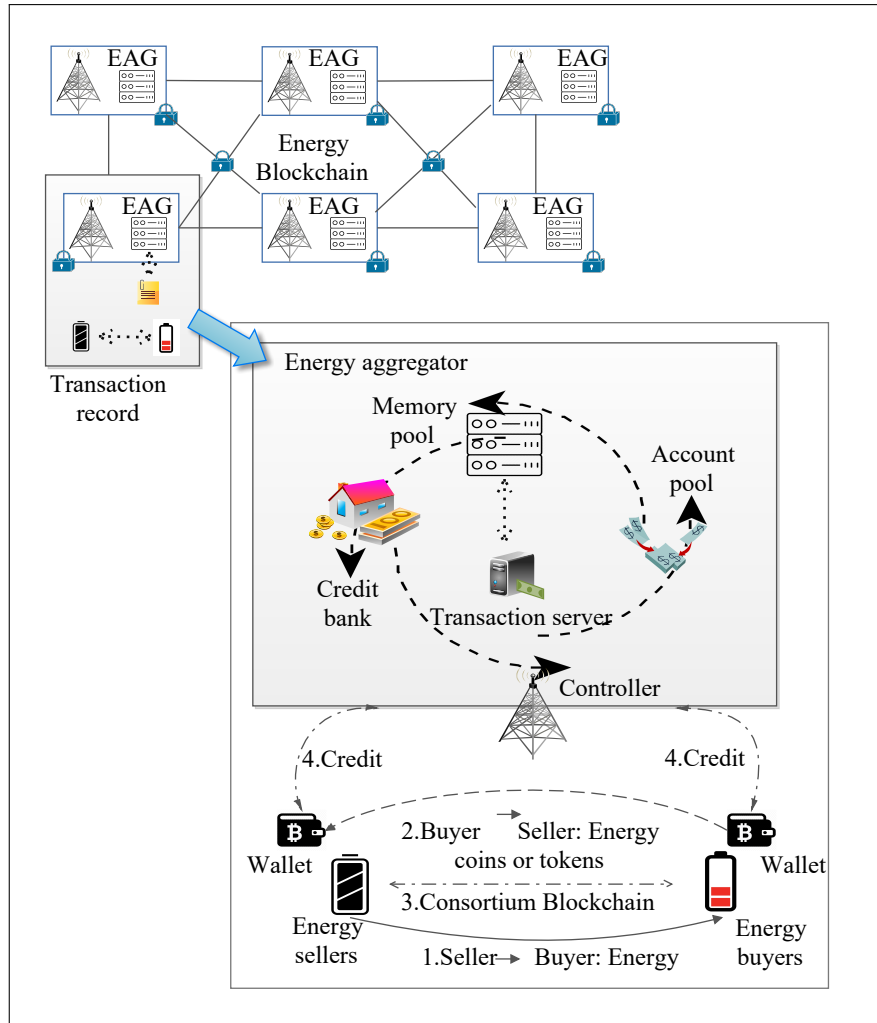 EAG
EAG
EAG
Energy
Blockchain
EAG
EAG
EAG
Transaction
record
Energy aggregator
Memory
pool
Account
pool
100
$
$
$
$
Credit
bank
Transaction server
Controller
4.Credit
4.Credit
2.Buyer → Seller: Energy
coins or tokens
Wallet
Wallet
3.Consortium Blockchain
Energy
sellers
Energy
buyers
1.Seller → Buyer: Energy